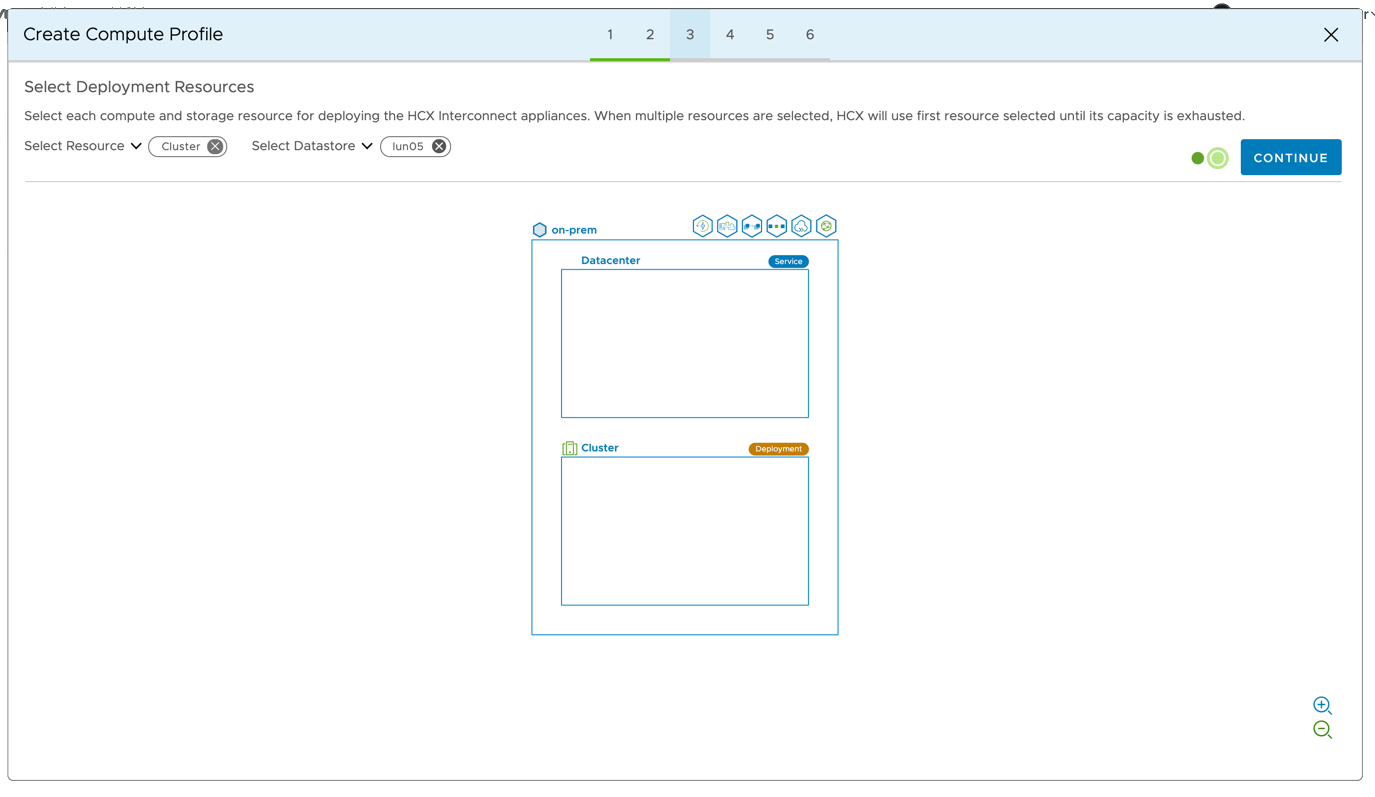 Create Compute Profile
1 2 3 4 5 6
Select Deployment Resources
Select each compute and storage resource for deploying the HCX Interconnect appliances. When multiple resources are selected, HCX will use first resource selected until its capacity is exhausted.
Select Resource Cluster Select Datastore lun05
CONTINUE
on-prem
Datacenter Service
Cluster Deployment